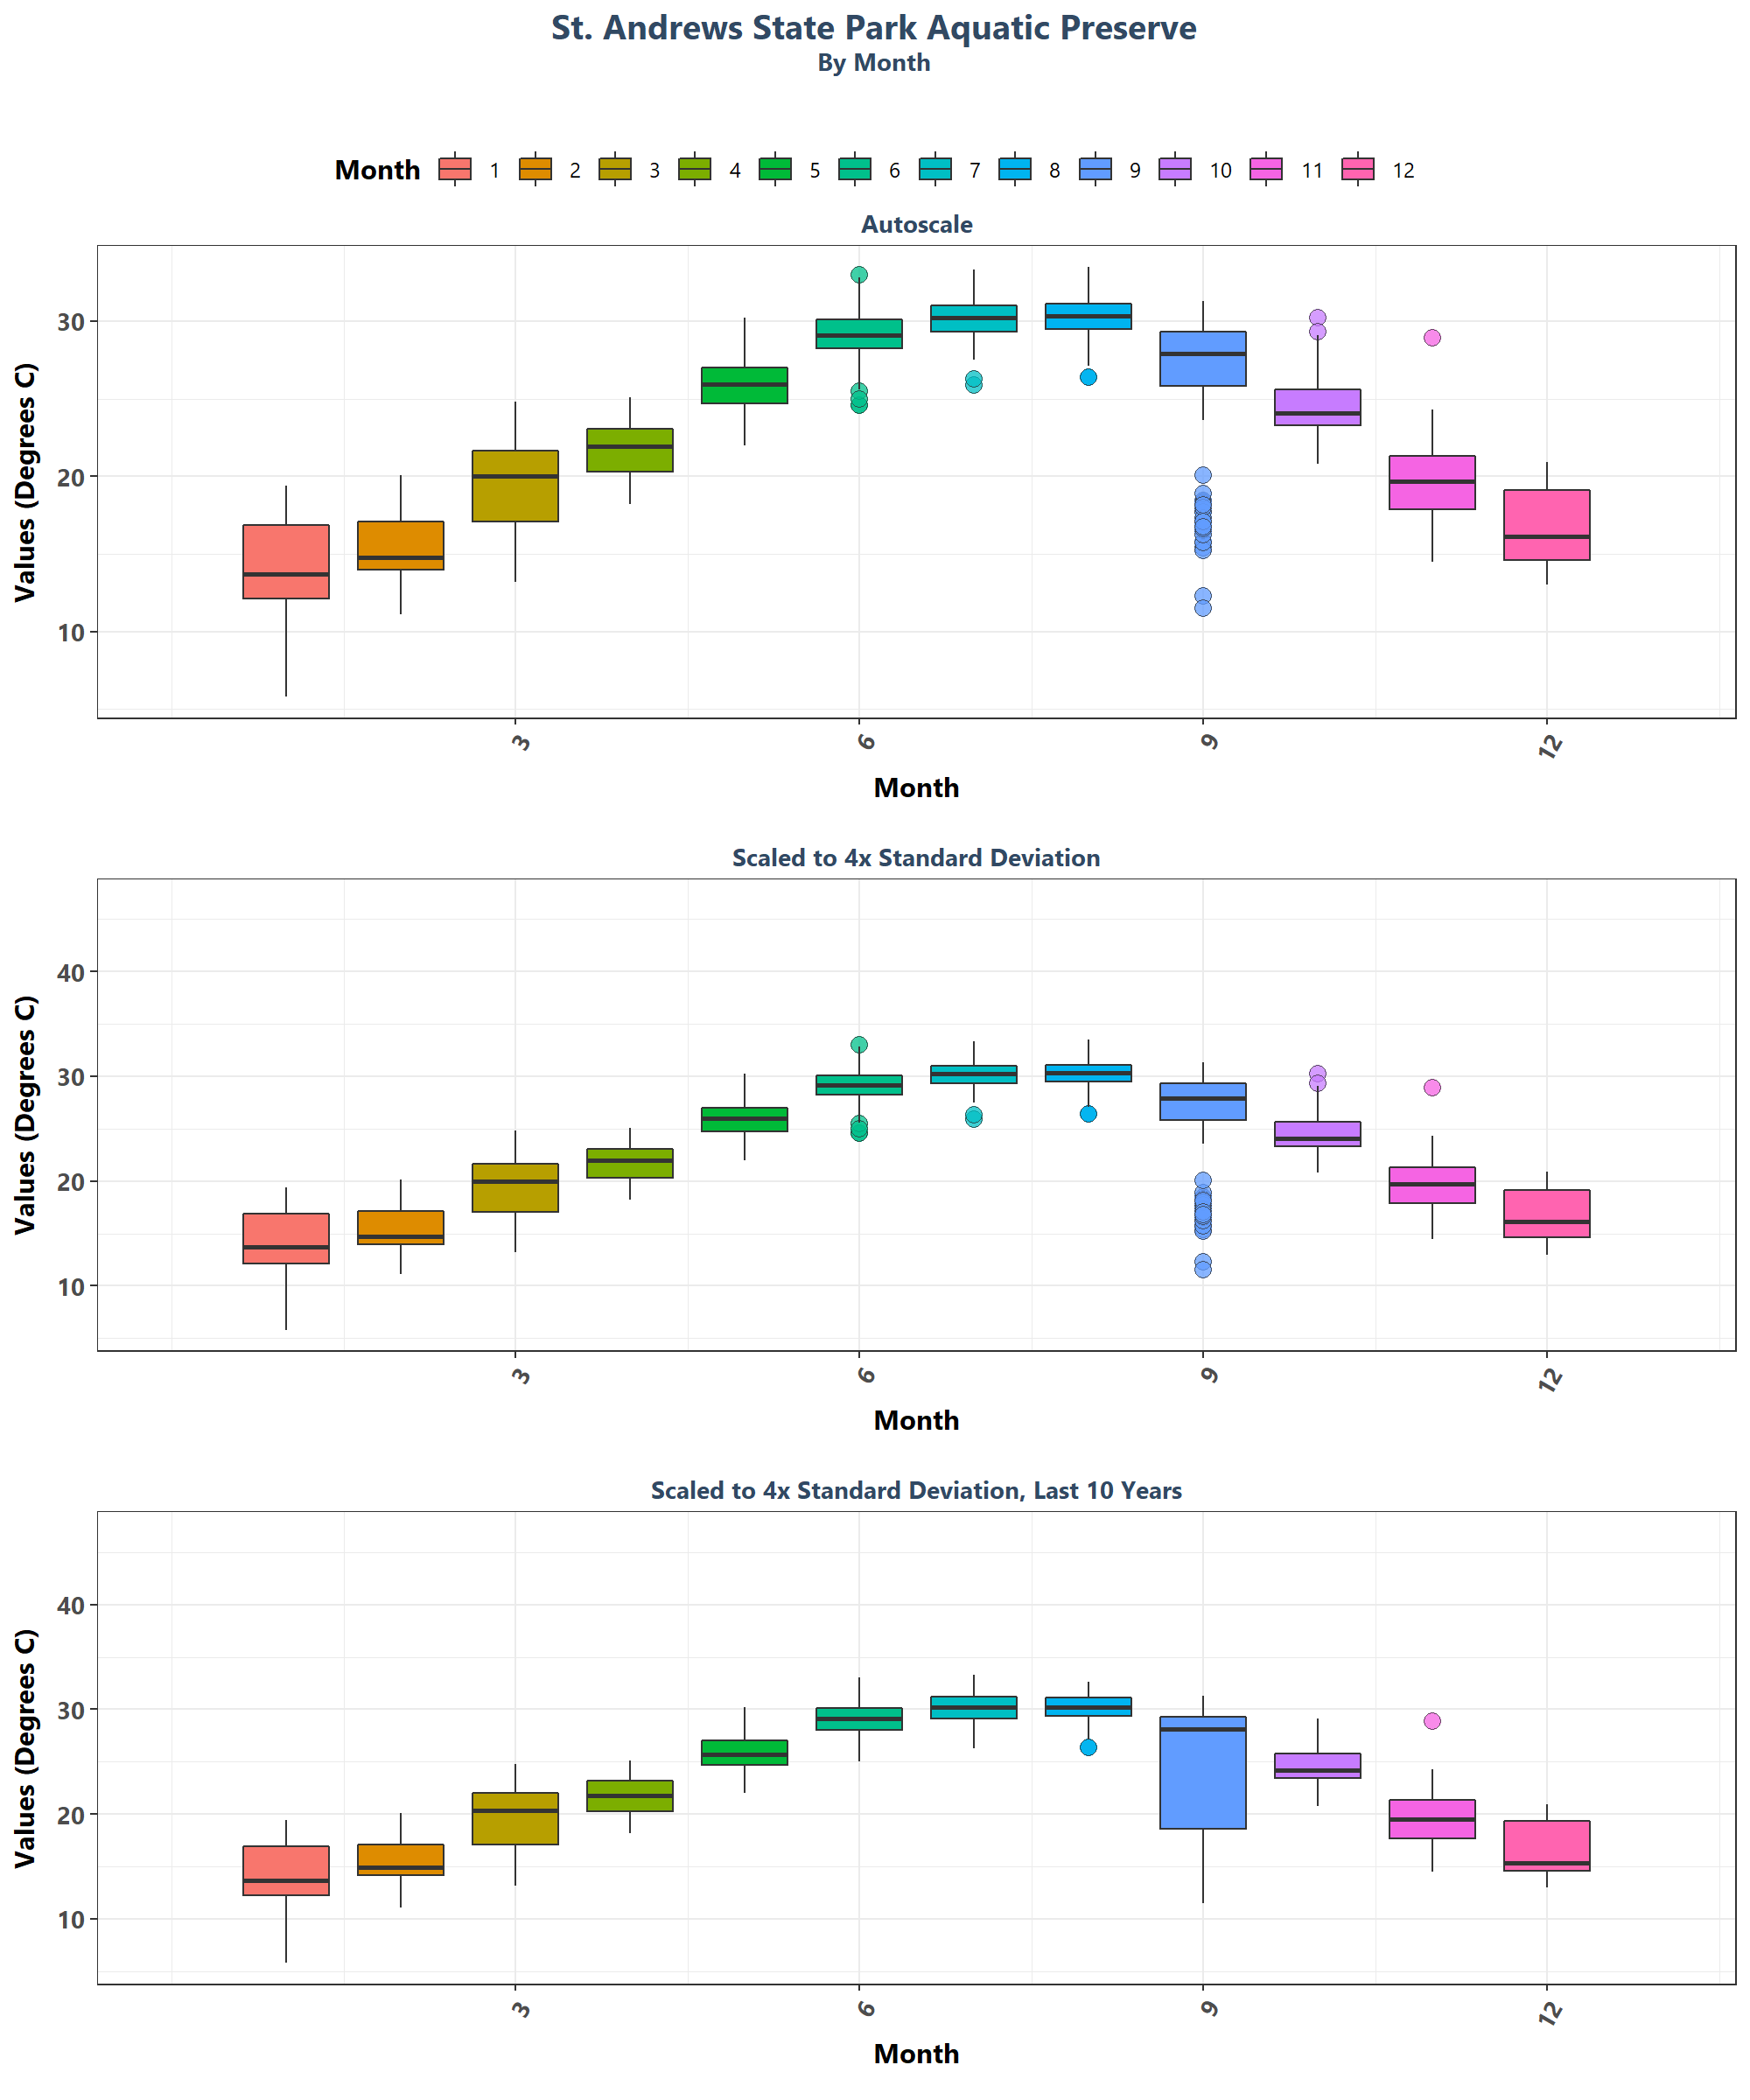 St. Andrews State Park Aquatic Preserve
By Month
Month 1 2 3 4 5 6 7 8 9 10 11 12
Autoscale
Values (Degrees C)
30
20
10
3 6 9 12
Month
Scaled to 4x Standard Deviation
Values (Degrees C)
40
30
20
10
3 6 9 12
Month
Scaled to 4x Standard Deviation, Last 10 Years
Values (Degrees C)
40
30
20
10
3 6 9 12
Month